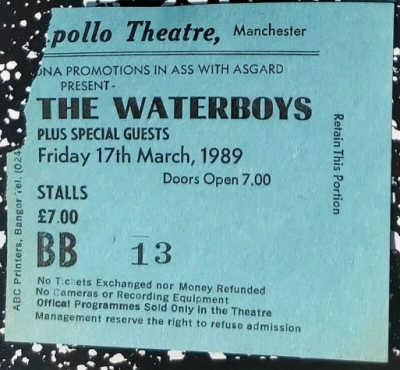 pollo Theatre, Manchester
ONA PROMOTIONS IN ASS WITH ASGARD
PRESENT-
THE WATERBOYS
PLUS SPECIAL GUESTS
Friday 17th March, 1989
Doors Open 7.00
STALLS
£7.00
BB 13
No Tickets Exchanged nor Money Refunded
No Cameras or Recording Equipment
Offical Programmes Sold Only in the Theatre
Management reserve the right to refuse admission
Retain This Portion
ABC Printers, Bangor Tel. (024